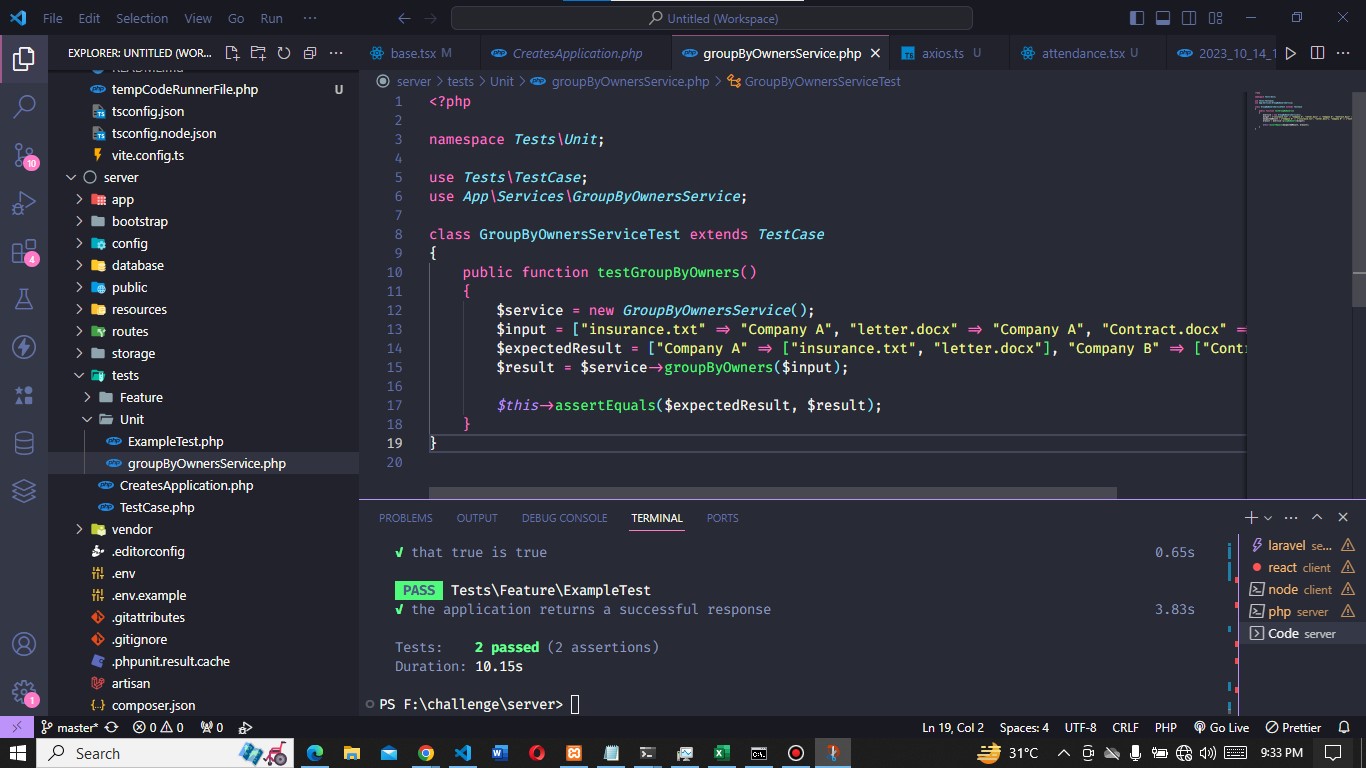 File Edit Selection View Go Run ··· Untitled (Workspace)
EXPLORER: UNTITLED (WOR... ···
base.tsx M CreatesApplication.php groupByOwnersService.php axios.ts U attendance.tsx U 2023_10_14_1 ···
server > tests > Unit > groupByOwnersService.php > GroupByOwnersServiceTest
README.md
tempCodeRunnerFile.php U
tsconfig.json
tsconfig.node.json
vite.config.ts
server
app
bootstrap
config
database
public
resources
routes
storage
tests
Feature
Unit
ExampleTest.php
groupByOwnersService.php
CreatesApplication.php
TestCase.php
vendor
.editorconfig
.env
.env.example
.gitattributes
.gitignore
.phpunit.result.cache
artisan
composer.json
10
4
1
1 <?php
2
3 namespace Tests\Unit;
4
5 use Tests\TestCase;
6 use App\Services\GroupByOwnersService;
7
8 class GroupByOwnersServiceTest extends TestCase
9 {
10 public function testGroupByOwners()
11 {
12 $service = new GroupByOwnersService();
13 $input = ["insurance.txt" => "Company A", "letter.docx" => "Company A", "Contract.docx" =
14 $expectedResult = ["Company A" => ["insurance.txt", "letter.docx"], "Company B" => ["Contr
15 $result = $service->groupByOwners($input);
16
17 $this->assertEquals($expectedResult, $result);
18 }
19 }
20
PROBLEMS OUTPUT DEBUG CONSOLE TERMINAL PORTS
✓ that true is true 0.65s
PASS Tests\Feature\ExampleTest
✓ the application returns a successful response 3.83s
Tests: 2 passed (2 assertions)
Duration: 10.15s
PS F:\challenge\server>
laravel se...
react client
node client
php server
Code server
master* 0 0 0 Ln 19, Col 2 Spaces: 4 UTF-8 CRLF PHP Go Live Prettier
Search 31°C 9:33 PM